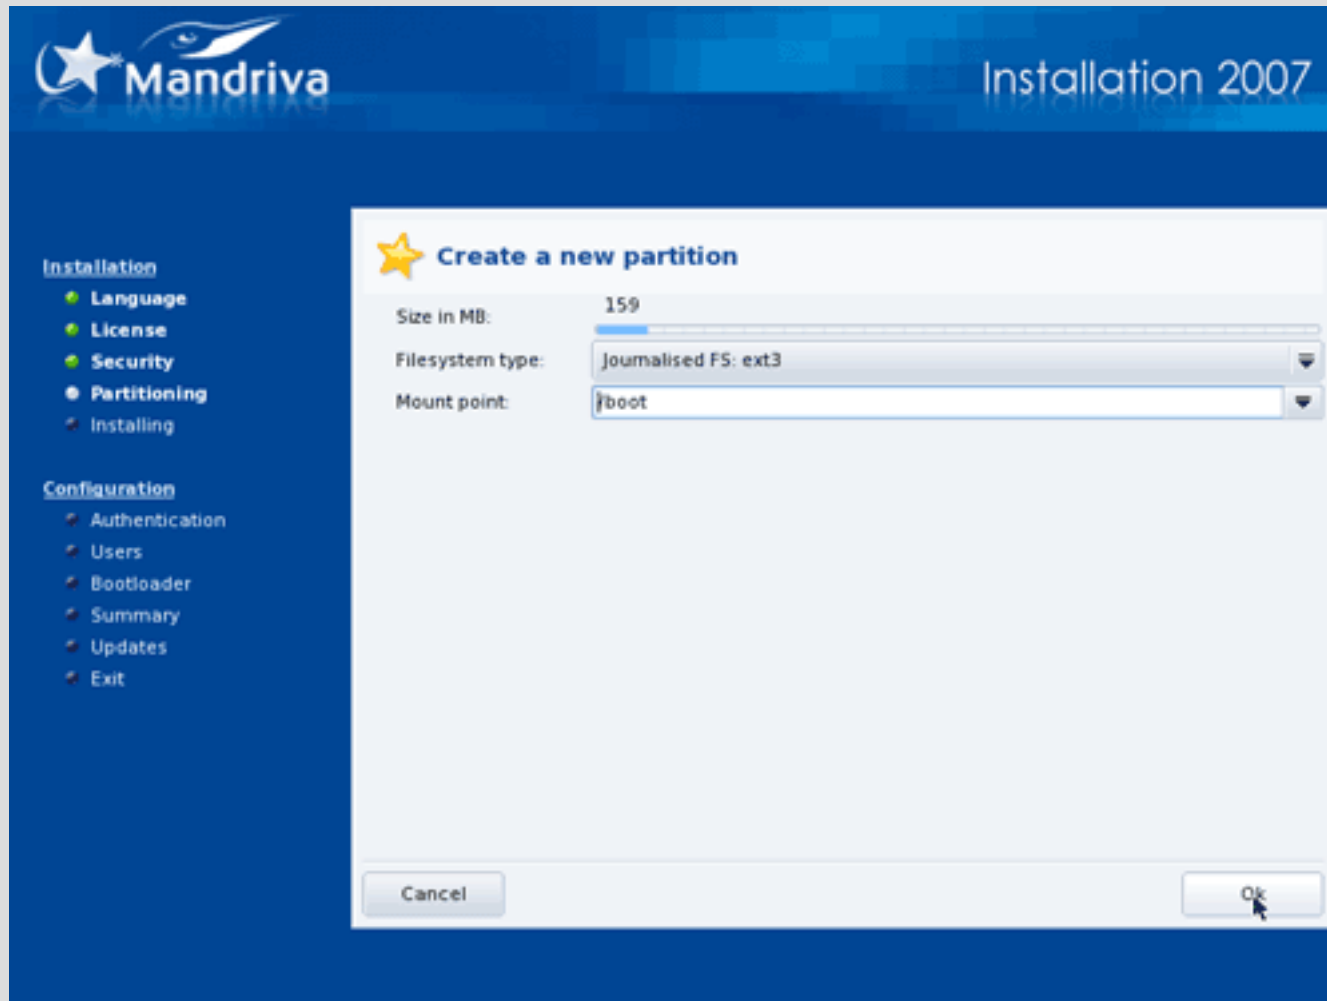 Mandriva
Installation 2007
Installation
Language
License
Security
Partitioning
Installing
Configuration
Authentication
Users
Bootloader
Summary
Updates
Exit
Create a new partition
Size in MB:
159
Filesystem type:
Journalised FS: ext3
Mount point:
/boot
Cancel
Ok